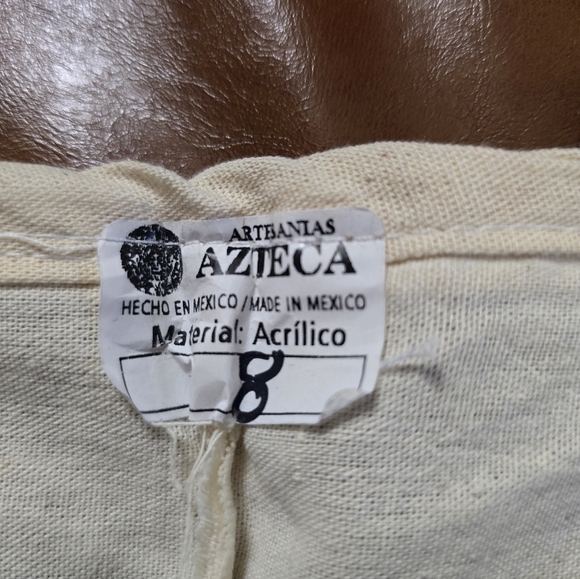 ARTESANIAS
AZTECA
HECHO EN MEXICO / MADE IN MEXICO
Material: Acrílico
8